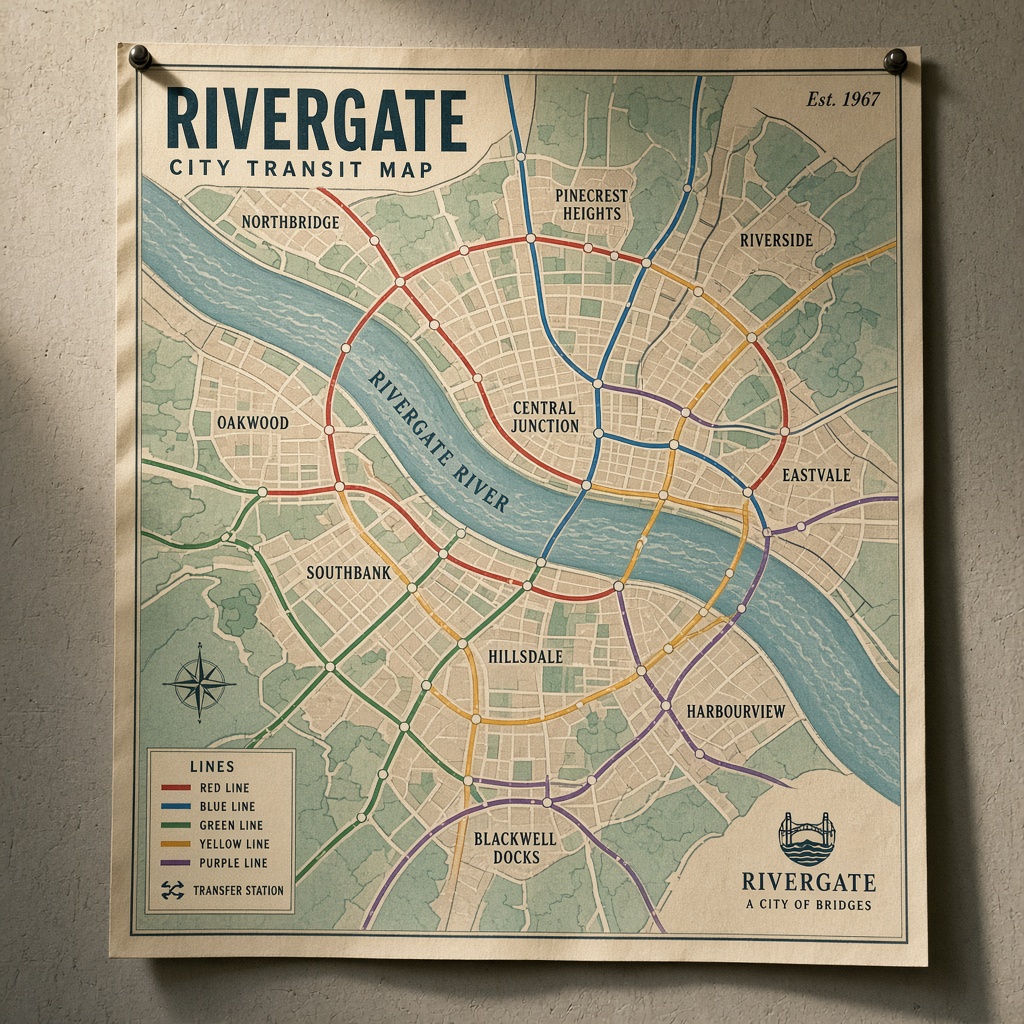 RIVERGATE
CITY TRANSIT MAP
Est. 1967
NORTHBRIDGE
PINECREST
HEIGHTS
RIVERSIDE
OAKWOOD
RIVERGATE RIVER
CENTRAL
JUNCTION
EASTVALE
SOUTHBANK
HILLSDALE
HARBOURVIEW
BLACKWELL
DOCKS
LINES
RED LINE
BLUE LINE
GREEN LINE
YELLOW LINE
PURPLE LINE
TRANSFER STATION
RIVERGATE
A CITY OF BRIDGES